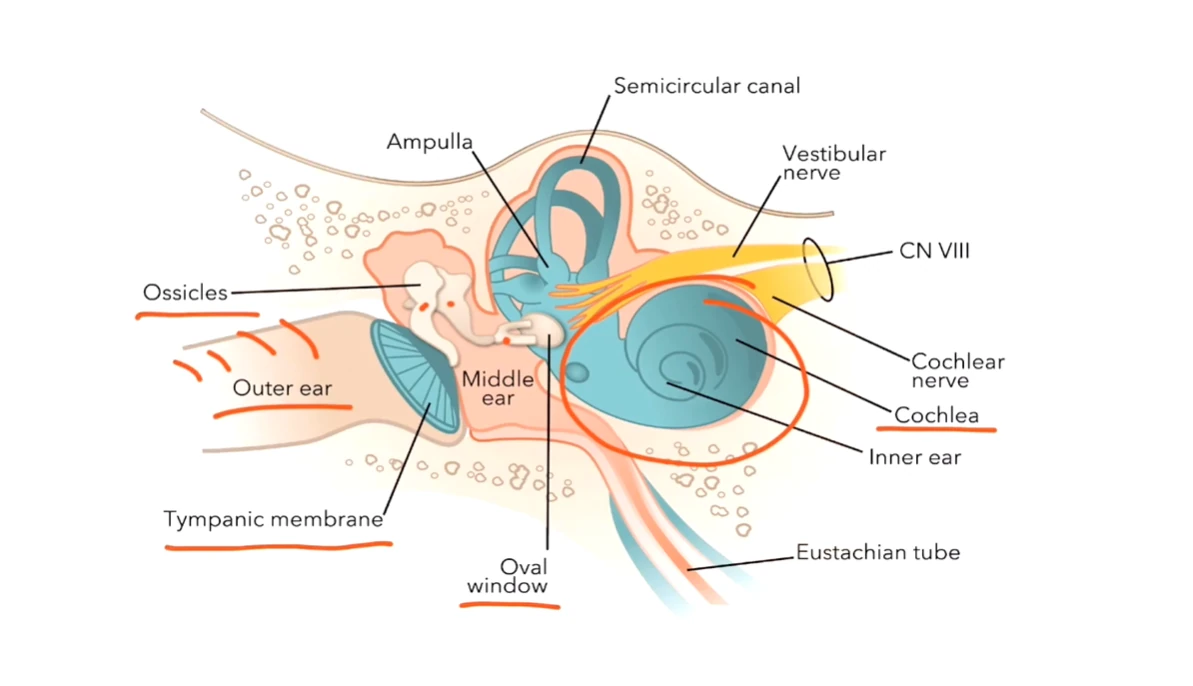 Semicircular canal
Ampulla
Vestibular
nerve
CN VIII
Ossicles
Outer ear
Middle
ear
Cochlear
nerve
Cochlea
Inner ear
Tympanic membrane
Oval
window
Eustachian tube